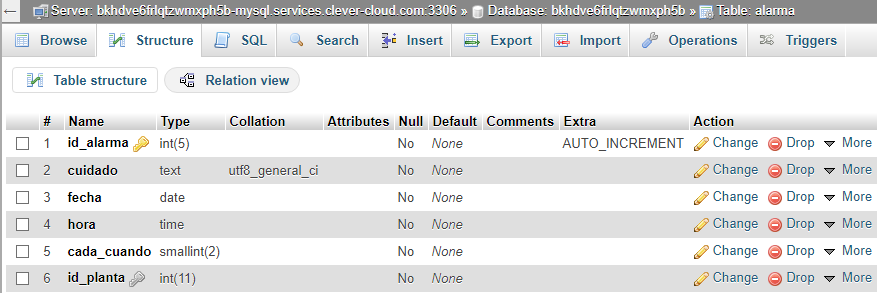 Server: bkhdve6frlqtzwmxph5b-mysql.services.clever-cloud.com:3306 » Database: bkhdve6frlqtzwmxph5b » Table: alarma
Browse Structure SQL Search Insert Export Import Operations Triggers
Table structure Relation view
# Name Type Collation Attributes Null Default Comments Extra Action
1 id_alarma int(5) No None AUTO_INCREMENT Change Drop More
2 cuidado text utf8_general_ci No None Change Drop More
3 fecha date No None Change Drop More
4 hora time No None Change Drop More
5 cada_cuando smallint(2) No None Change Drop More
6 id_planta int(11) No None Change Drop More